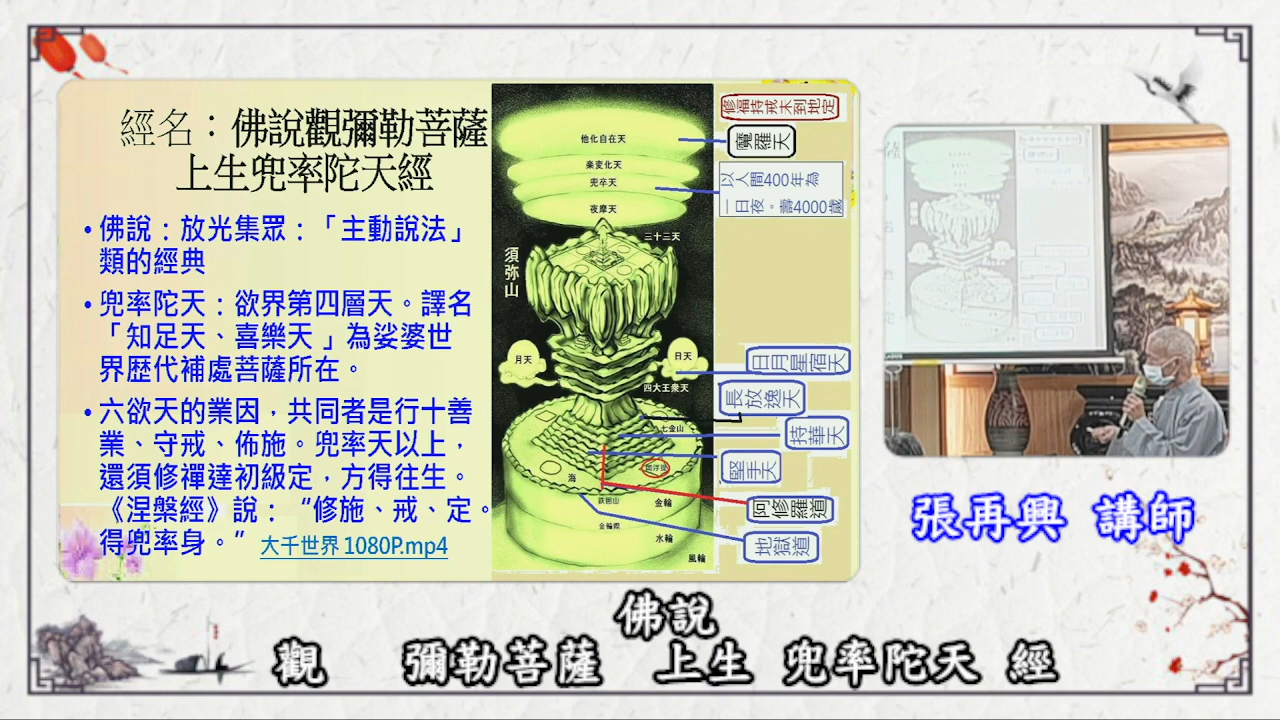 經名：佛說觀彌勒菩薩
上生兜率陀天經
•佛說：放光集眾：「主動說法」
類的經典
•兜率陀天：欲界第四層天。譯名
「知足天、喜樂天」為娑婆世
界歷代補處菩薩所在。
•六欲天的業因，共同者是行十善
業、守戒、佈施。兜率天以上，
還須修禪達初級定，方得往生。
《涅槃經》說：“修施、戒、定。
得兜率身。” 大千世界 1080P.mp4
他化自在天
楽変化天
兜卒天
夜摩天
三十三天
須弥山
月天
日天
四大王衆天
七金山
海
閻浮提
鉄囲山
金輪
金輪際
水輪
風輪
修福持戒未到地定
魔羅天
以人間400年為
一日夜。壽4000歲
日月星宿天
長放逸天
持華天
堅手天
阿修羅道
地獄道
張再興 講師
佛說
觀 彌勒菩薩 上生 兜率陀天 經